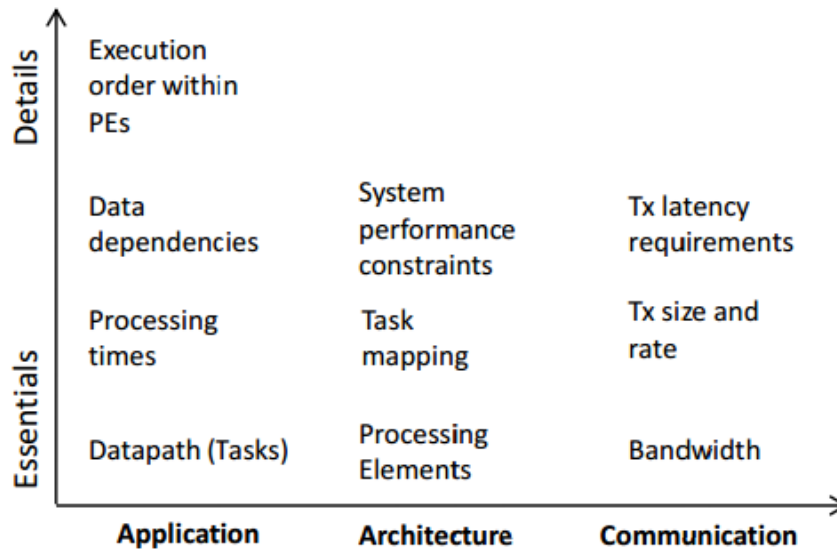 Details
Essentials
Execution
order within
PEs
Data
dependencies
System
performance
constraints
Tx latency
requirements
Processing
times
Task
mapping
Tx size and
rate
Datapath (Tasks)
Processing
Elements
Bandwidth
Application
Architecture
Communication